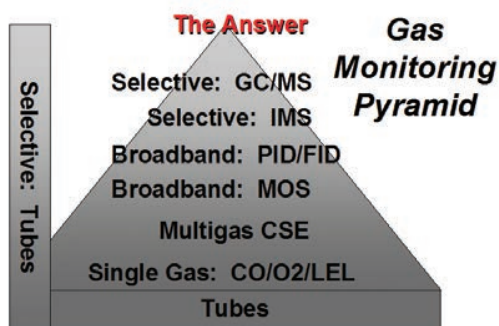 The Answer
Gas
Monitoring
Pyramid
Selective: GC/MS
Selective: IMS
Broadband: PID/FID
Broadband: MOS
Multigas CSE
Single Gas: CO/O2/LEL
Tubes
Selective: Tubes